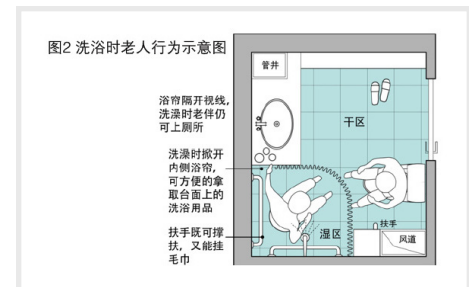 图2 洗浴时老人行为示意图
管井
浴帘隔开视线,
洗澡时老伴仍
可上厕所
干区
洗澡时掀开
内侧浴帘,
可方便的拿
取台面上的
洗浴用品
扶手
湿区
风道
扶手既可撑
扶，又能挂
毛巾